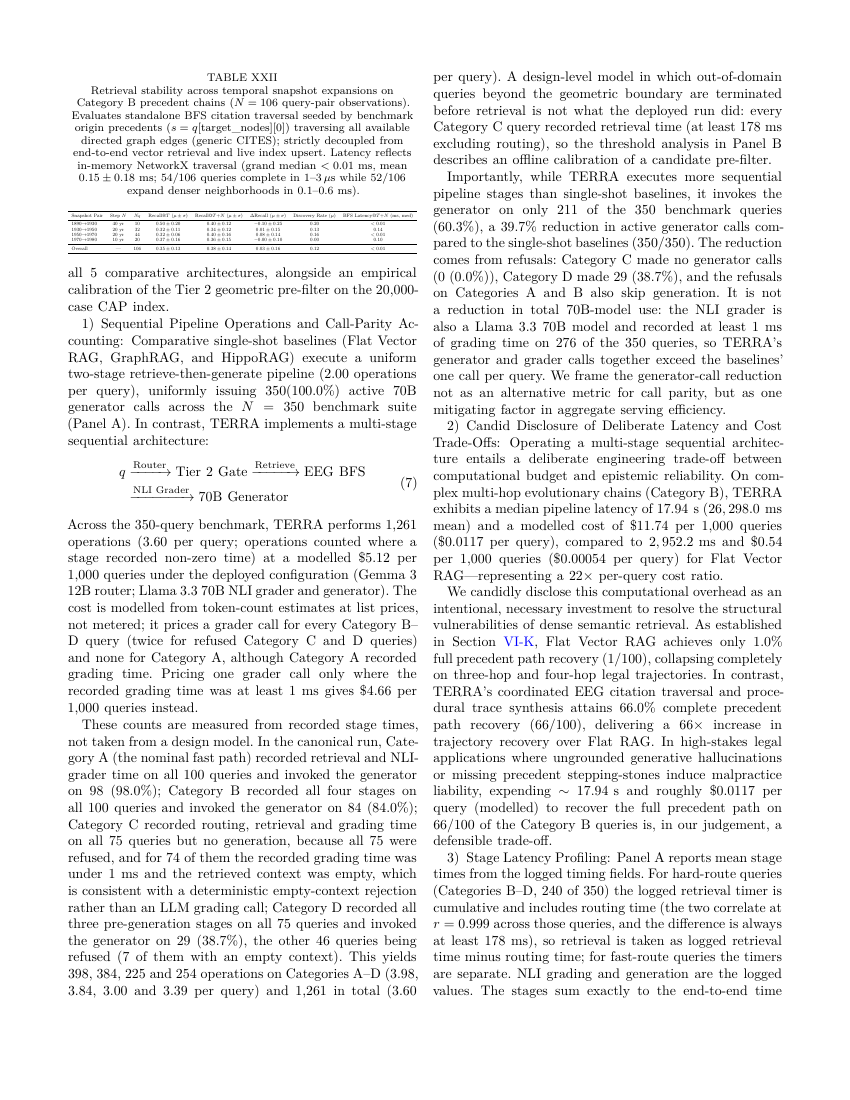 TABLE XXII
Retrieval stability across temporal snapshot expansions on
Category B precedent chains (N = 106 query-pair observations).
Evaluates standalone BFS citation traversal seeded by benchmark
origin precedents (s = q[target_nodes][0]) traversing all available
directed graph edges (generic CITES); strictly decoupled from
end-to-end vector retrieval and live index upsert. Latency reflects
in-memory NetworkX traversal (grand median < 0.01 ms, mean
0.15 ± 0.18 ms; 54/106 queries complete in 1–3 μs while 52/106
expand denser neighborhoods in 0.1–0.6 ms).
all 5 comparative architectures, alongside an empirical
calibration of the Tier 2 geometric pre-filter on the 20,000-
case CAP index.
1) Sequential Pipeline Operations and Call-Parity Ac-
counting: Comparative single-shot baselines (Flat Vector
RAG, GraphRAG, and HippoRAG) execute a uniform
two-stage retrieve-then-generate pipeline (2.00 operations
per query), uniformly issuing 350(100.0%) active 70B
generator calls across the N = 350 benchmark suite
(Panel A). In contrast, TERRA implements a multi-stage
sequential architecture:
q Router→ Tier 2 Gate Retrieve→ EEG BFS
NLI Grader→ 70B Generator (7)
Across the 350-query benchmark, TERRA performs 1,261
operations (3.60 per query; operations counted where a
stage recorded non-zero time) at a modelled $5.12 per
1,000 queries under the deployed configuration (Gemma 3
12B router; Llama 3.3 70B NLI grader and generator). The
cost is modelled from token-count estimates at list prices,
not metered; it prices a grader call for every Category B–
D query (twice for refused Category C and D queries)
and none for Category A, although Category A recorded
grading time. Pricing one grader call only where the
recorded grading time was at least 1 ms gives $4.66 per
1,000 queries instead.
These counts are measured from recorded stage times,
not taken from a design model. In the canonical run, Cate-
gory A (the nominal fast path) recorded retrieval and NLI-
grader time on all 100 queries and invoked the generator
on 98 (98.0%); Category B recorded all four stages on
all 100 queries and invoked the generator on 84 (84.0%);
Category C recorded routing, retrieval and grading time
on all 75 queries but no generation, because all 75 were
refused, and for 74 of them the recorded grading time was
under 1 ms and the retrieved context was empty, which
is consistent with a deterministic empty-context rejection
rather than an LLM grading call; Category D recorded all
three pre-generation stages on all 75 queries and invoked
the generator on 29 (38.7%), the other 46 queries being
refused (7 of them with an empty context). This yields
398, 384, 225 and 254 operations on Categories A–D (3.98,
3.84, 3.00 and 3.39 per query) and 1,261 in total (3.60
per query). A design-level model in which out-of-domain
queries beyond the geometric boundary are terminated
before retrieval is not what the deployed run did: every
Category C query recorded retrieval time (at least 178 ms
excluding routing), so the threshold analysis in Panel B
describes an offline calibration of a candidate pre-filter.
Importantly, while TERRA executes more sequential
pipeline stages than single-shot baselines, it invokes the
generator on only 211 of the 350 benchmark queries
(60.3%), a 39.7% reduction in active generator calls com-
pared to the single-shot baselines (350/350). The reduction
comes from refusals: Category C made no generator calls
(0 (0.0%)), Category D made 29 (38.7%), and the refusals
on Categories A and B also skip generation. It is not
a reduction in total 70B-model use: the NLI grader is
also a Llama 3.3 70B model and recorded at least 1 ms
of grading time on 276 of the 350 queries, so TERRA's
generator and grader calls together exceed the baselines'
one call per query. We frame the generator-call reduction
not as an alternative metric for call parity, but as one
mitigating factor in aggregate serving efficiency.
2) Candid Disclosure of Deliberate Latency and Cost
Trade-Offs: Operating a multi-stage sequential architec-
ture entails a deliberate engineering trade-off between
computational budget and epistemic reliability. On com-
plex multi-hop evolutionary chains (Category B), TERRA
exhibits a median pipeline latency of 17.94 s (26, 298.0 ms
mean) and a modelled cost of $11.74 per 1,000 queries
($0.0117 per query), compared to 2, 952.2 ms and $0.54
per 1,000 queries ($0.00054 per query) for Flat Vector
RAG—representing a 22× per-query cost ratio.
We candidly disclose this computational overhead as an
intentional, necessary investment to resolve the structural
vulnerabilities of dense semantic retrieval. As established
in Section VI-K, Flat Vector RAG achieves only 1.0%
full precedent path recovery (1/100), collapsing completely
on three-hop and four-hop legal trajectories. In contrast,
TERRA's coordinated EEG citation traversal and proce-
dural trace synthesis attains 66.0% complete precedent
path recovery (66/100), delivering a 66× increase in
trajectory recovery over Flat RAG. In high-stakes legal
applications where ungrounded generative hallucinations
or missing precedent stepping-stones induce malpractice
liability, expending ∼ 17.94 s and roughly $0.0117 per
query (modelled) to recover the full precedent path on
66/100 of the Category B queries is, in our judgement, a
defensible trade-off.
3) Stage Latency Profiling: Panel A reports mean stage
times from the logged timing fields. For hard-route queries
(Categories B–D, 240 of 350) the logged retrieval timer is
cumulative and includes routing time (the two correlate at
r = 0.999 across those queries, and the difference is always
at least 178 ms), so retrieval is taken as logged retrieval
time minus routing time; for fast-route queries the timers
are separate. NLI grading and generation are the logged
values. The stages sum exactly to the end-to-end time